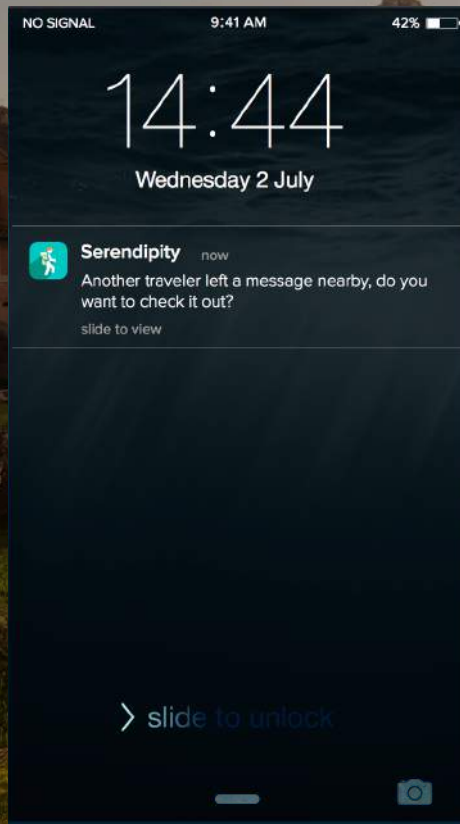 NO SIGNAL 9:41 AM 42%
14:44
Wednesday 2 July
Serendipity now
Another traveler left a message nearby, do you
want to check it out?
slide to view
slide to unlock